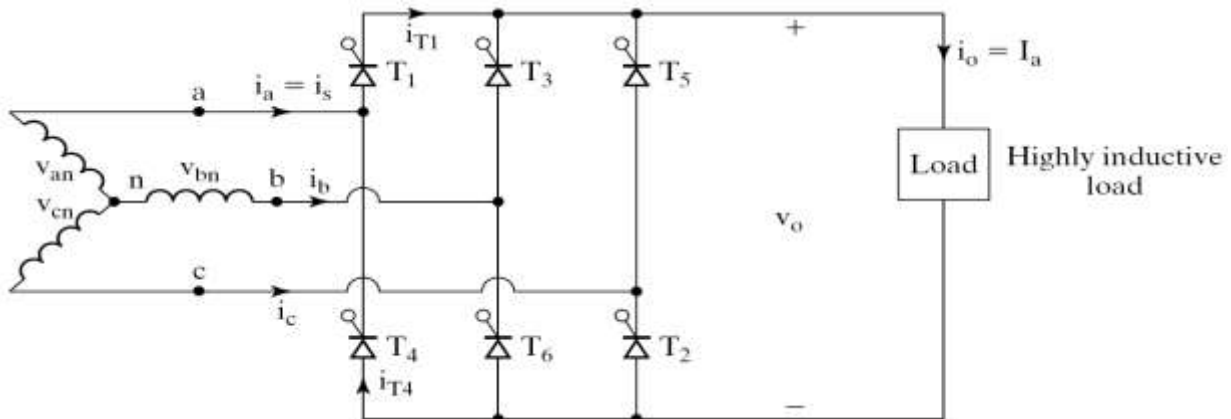 +
i_T1
T_1
T_3
T_5
i_o = I_a
a
i_a = i_s
v_an
n
v_bn
b
i_b
v_cn
v_o
Load
Highly inductive
load
c
i_c
T_4
T_6
T_2
i_T4
−